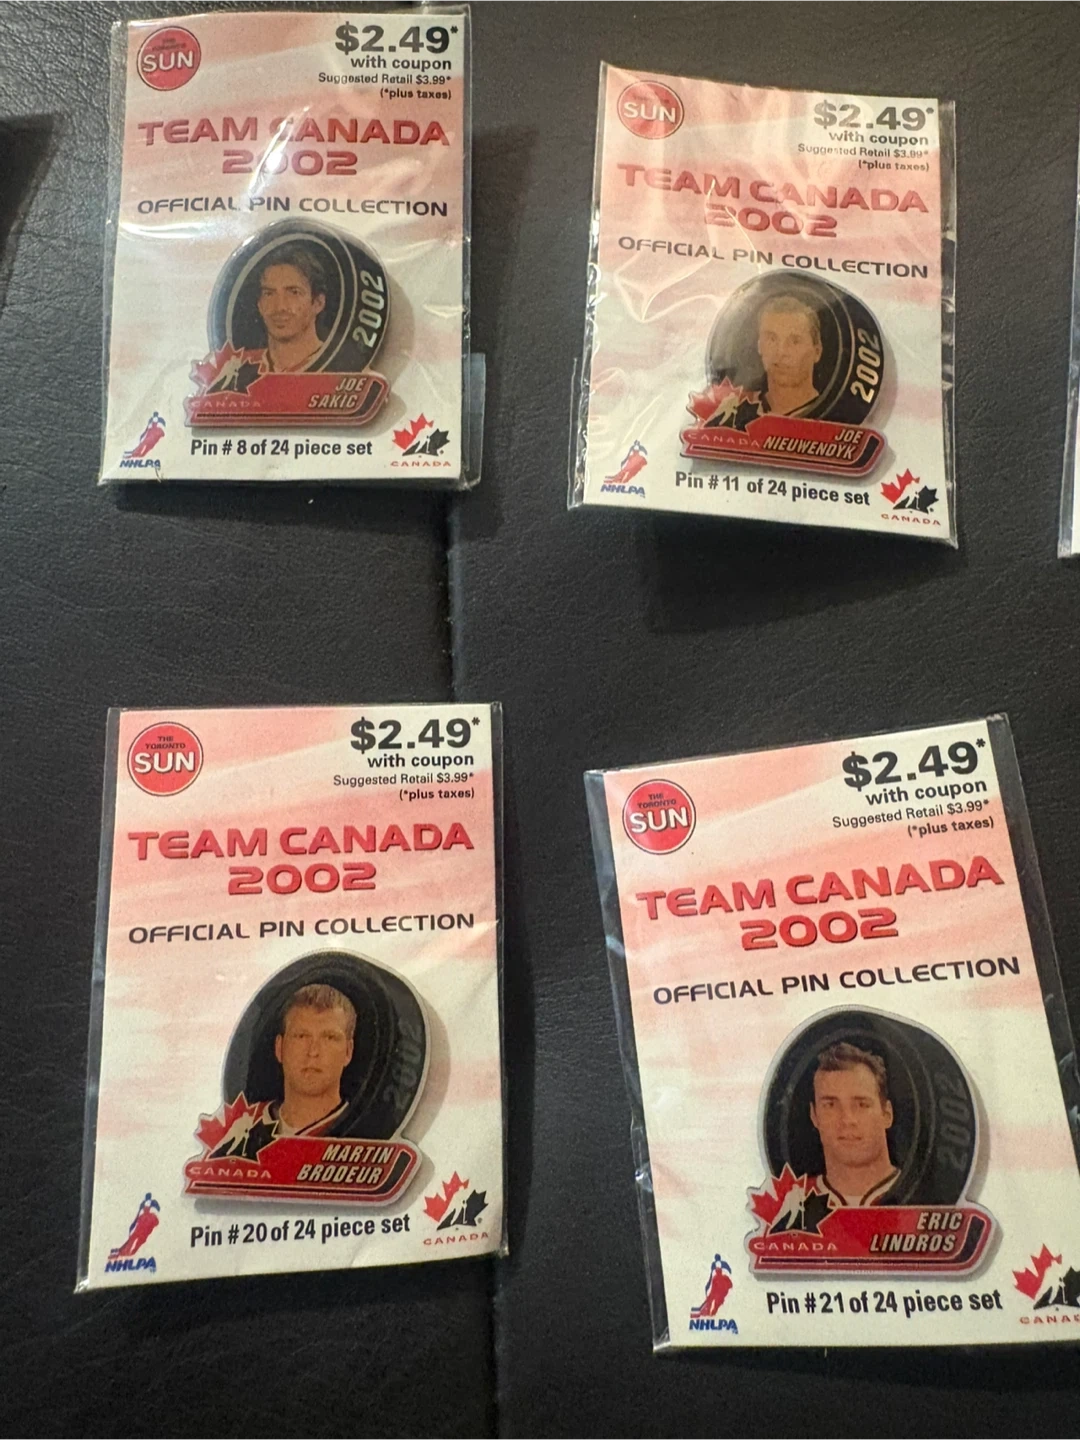 THE
TORONTO
SUN
$2.49*
with coupon
Suggested Retail $3.99*
(*plus taxes)
TEAM CANADA
2002
OFFICIAL PIN COLLECTION
2002
CANADA
JOE
SAKIC
NHLPA
Pin # 8 of 24 piece set
CANADA
SUN
$2.49*
with coupon
Suggested Retail $3.99*
(*plus taxes)
TEAM CANADA
2002
OFFICIAL PIN COLLECTION
2002
CANADA
JOE
NIEUWENDYK
NHLPA
Pin # 11 of 24 piece set
CANADA
THE
TORONTO
SUN
$2.49*
with coupon
Suggested Retail $3.99*
(*plus taxes)
TEAM CANADA
2002
OFFICIAL PIN COLLECTION
2002
CANADA
MARTIN
BRODEUR
NHLPA
Pin # 20 of 24 piece set
CANADA
THE
TORONTO
SUN
$2.49*
with coupon
Suggested Retail $3.99*
(*plus taxes)
TEAM CANADA
2002
OFFICIAL PIN COLLECTION
2002
CANADA
ERIC
LINDROS
NHLPA
Pin # 21 of 24 piece set
CANA